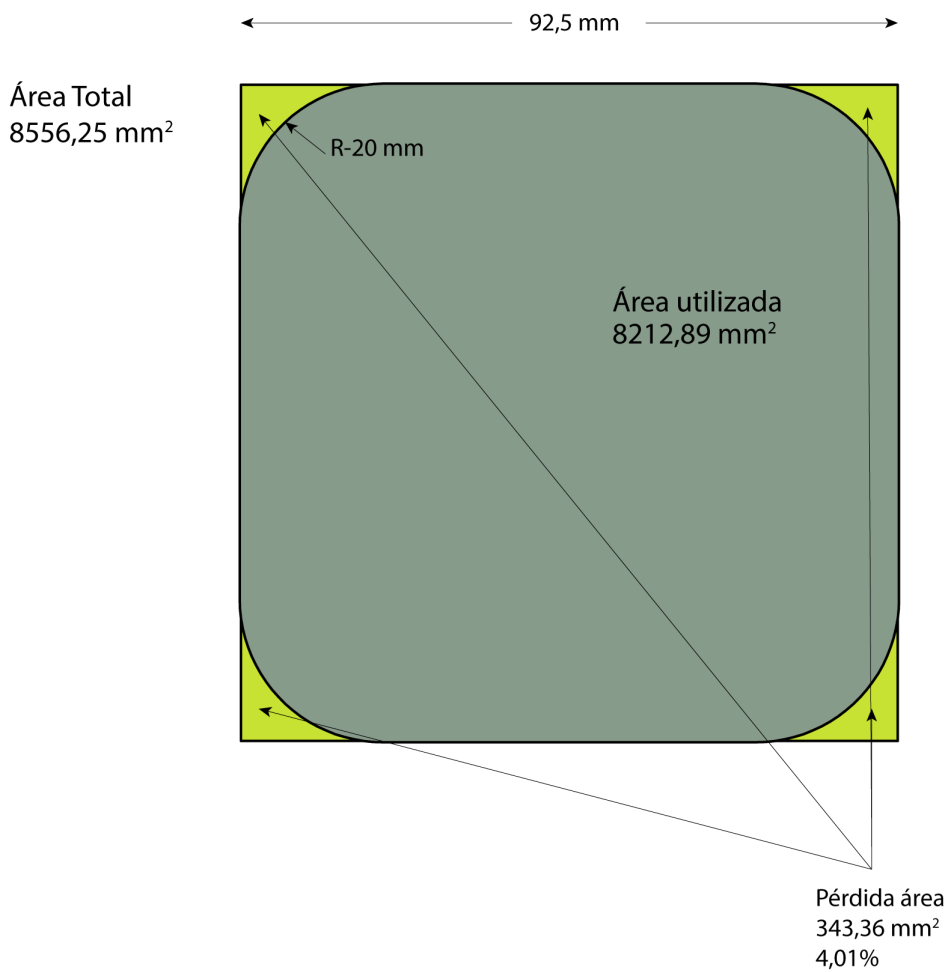 92,5 mm
Área Total
8556,25 mm²
R-20 mm
Área utilizada
8212,89 mm²
Pérdida área
343,36 mm²
4,01%